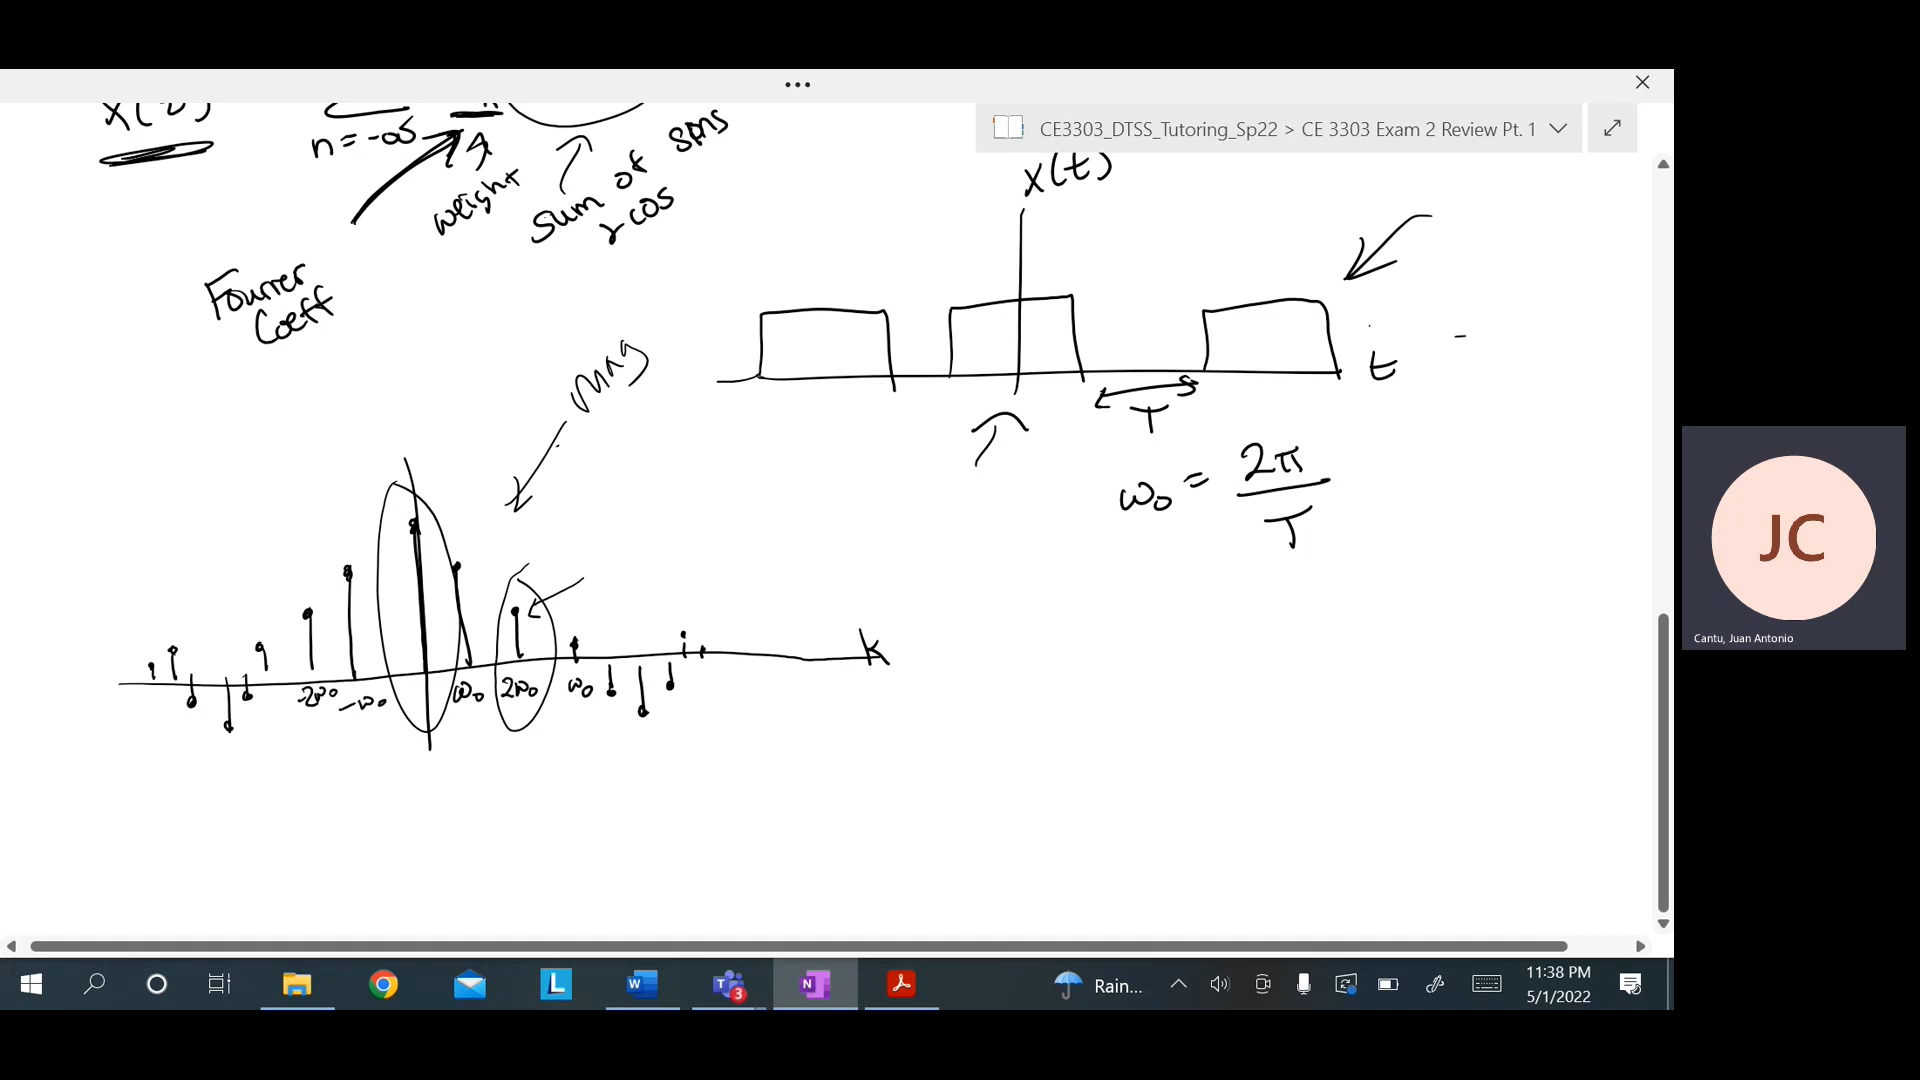 CE3303_DTSS_Tutoring_Sp22 > CE 3303 Exam 2 Review Pt. 1
n = -∞
weight
sum of sins
r cos
x(t)
Fourier
Coeff
Mag
t
T
ω₀ = 2π
T
k
-2ω₀ -ω₀ ω₀ 2ω₀ ω₀
JC
Cantu, Juan Antonio
3
Rain...
11:38 PM
5/1/2022